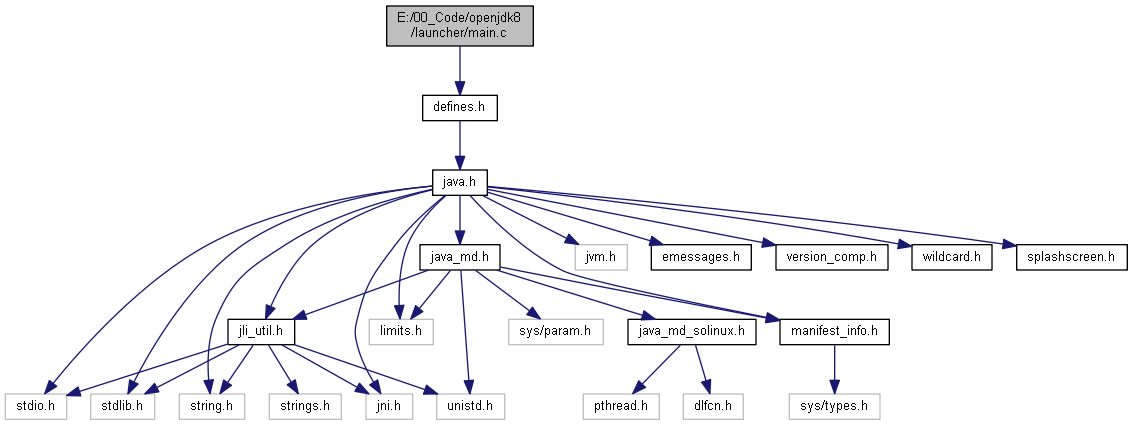 E:/00_Code/openjdk8
/launcher/main.c
defines.h
java.h
java_md.h
jvm.h
emessages.h
version_comp.h
wildcard.h
splashscreen.h
jli_util.h
limits.h
sys/param.h
java_md_solinux.h
manifest_info.h
stdio.h
stdlib.h
string.h
strings.h
jni.h
unistd.h
pthread.h
dlfcn.h
sys/types.h